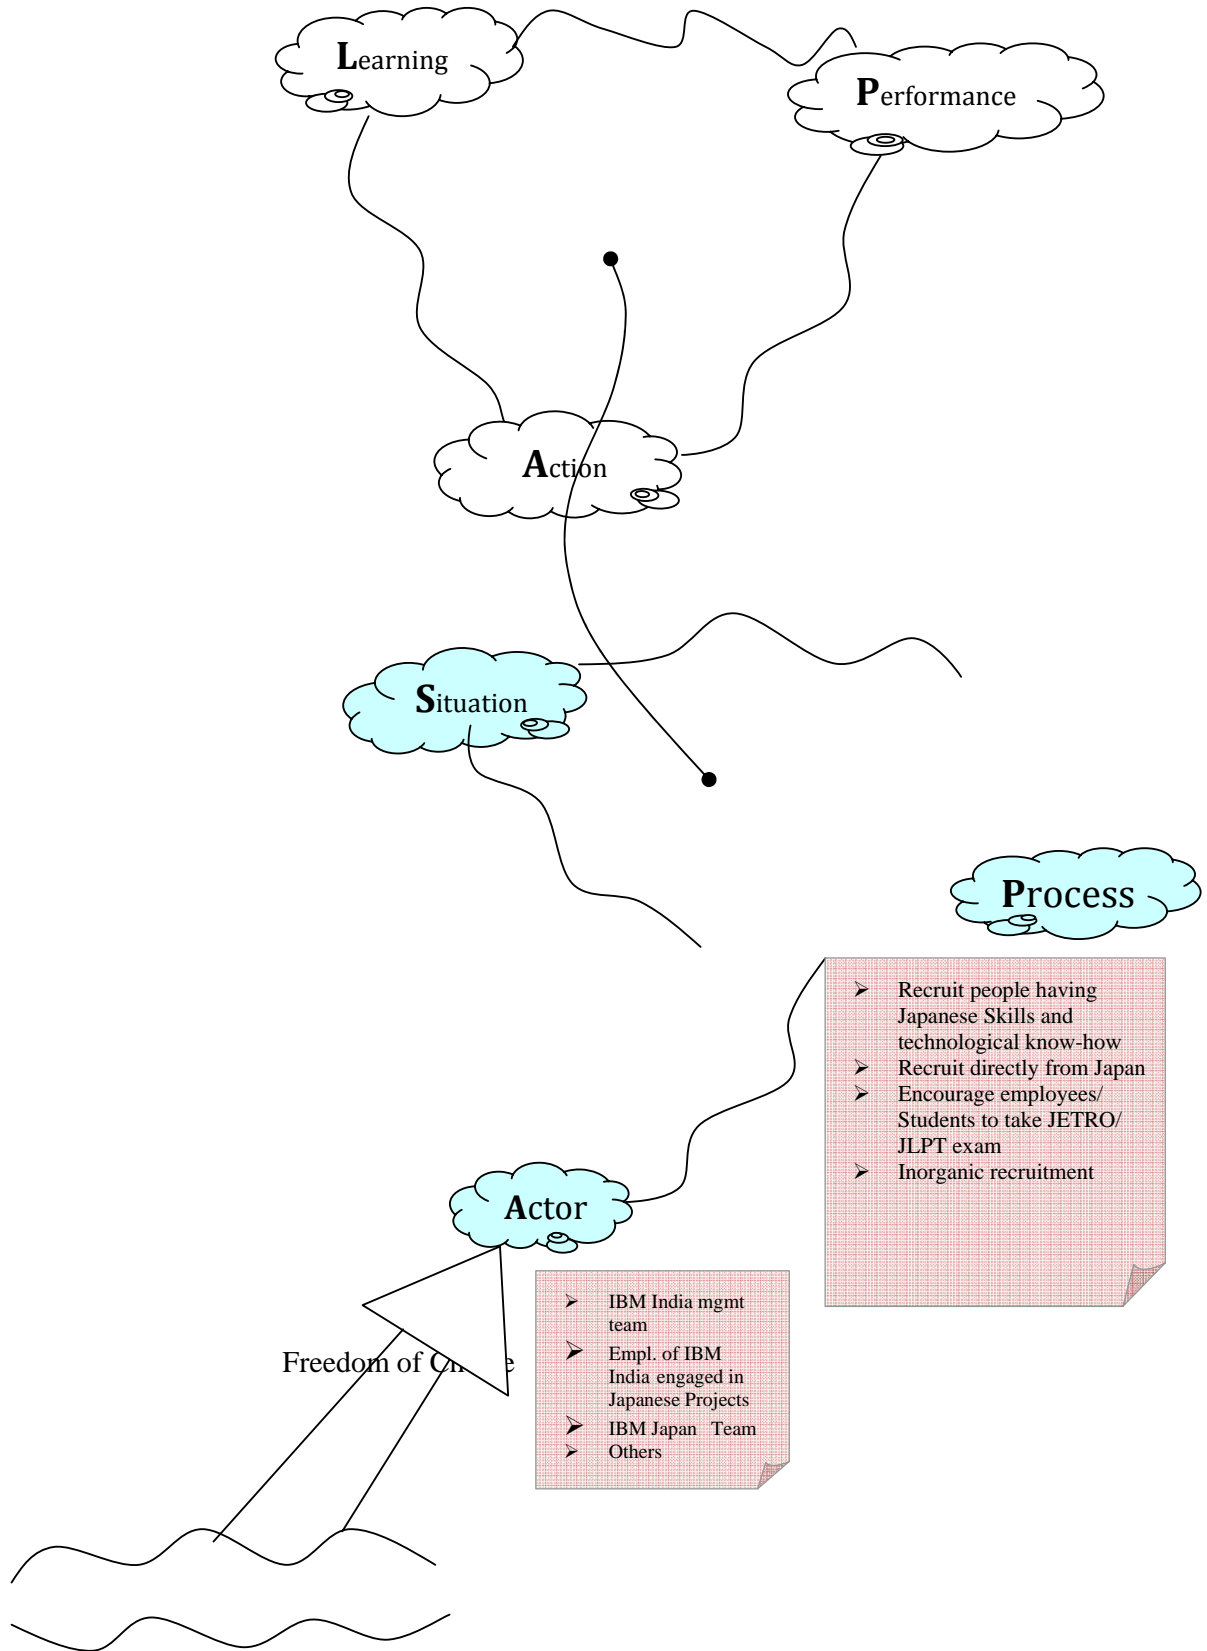 Learning
Performance
Action
Situation
Process
➢ Recruit people having
Japanese Skills and
technological know-how
➢ Recruit directly from Japan
➢ Encourage employees/
Students to take JETRO/
JLPT exam
➢ Inorganic recruitment
Actor
➢ IBM India mgmt
team
➢ Empl. of IBM
India engaged in
Japanese Projects
➢ IBM Japan Team
➢ Others
Freedom of